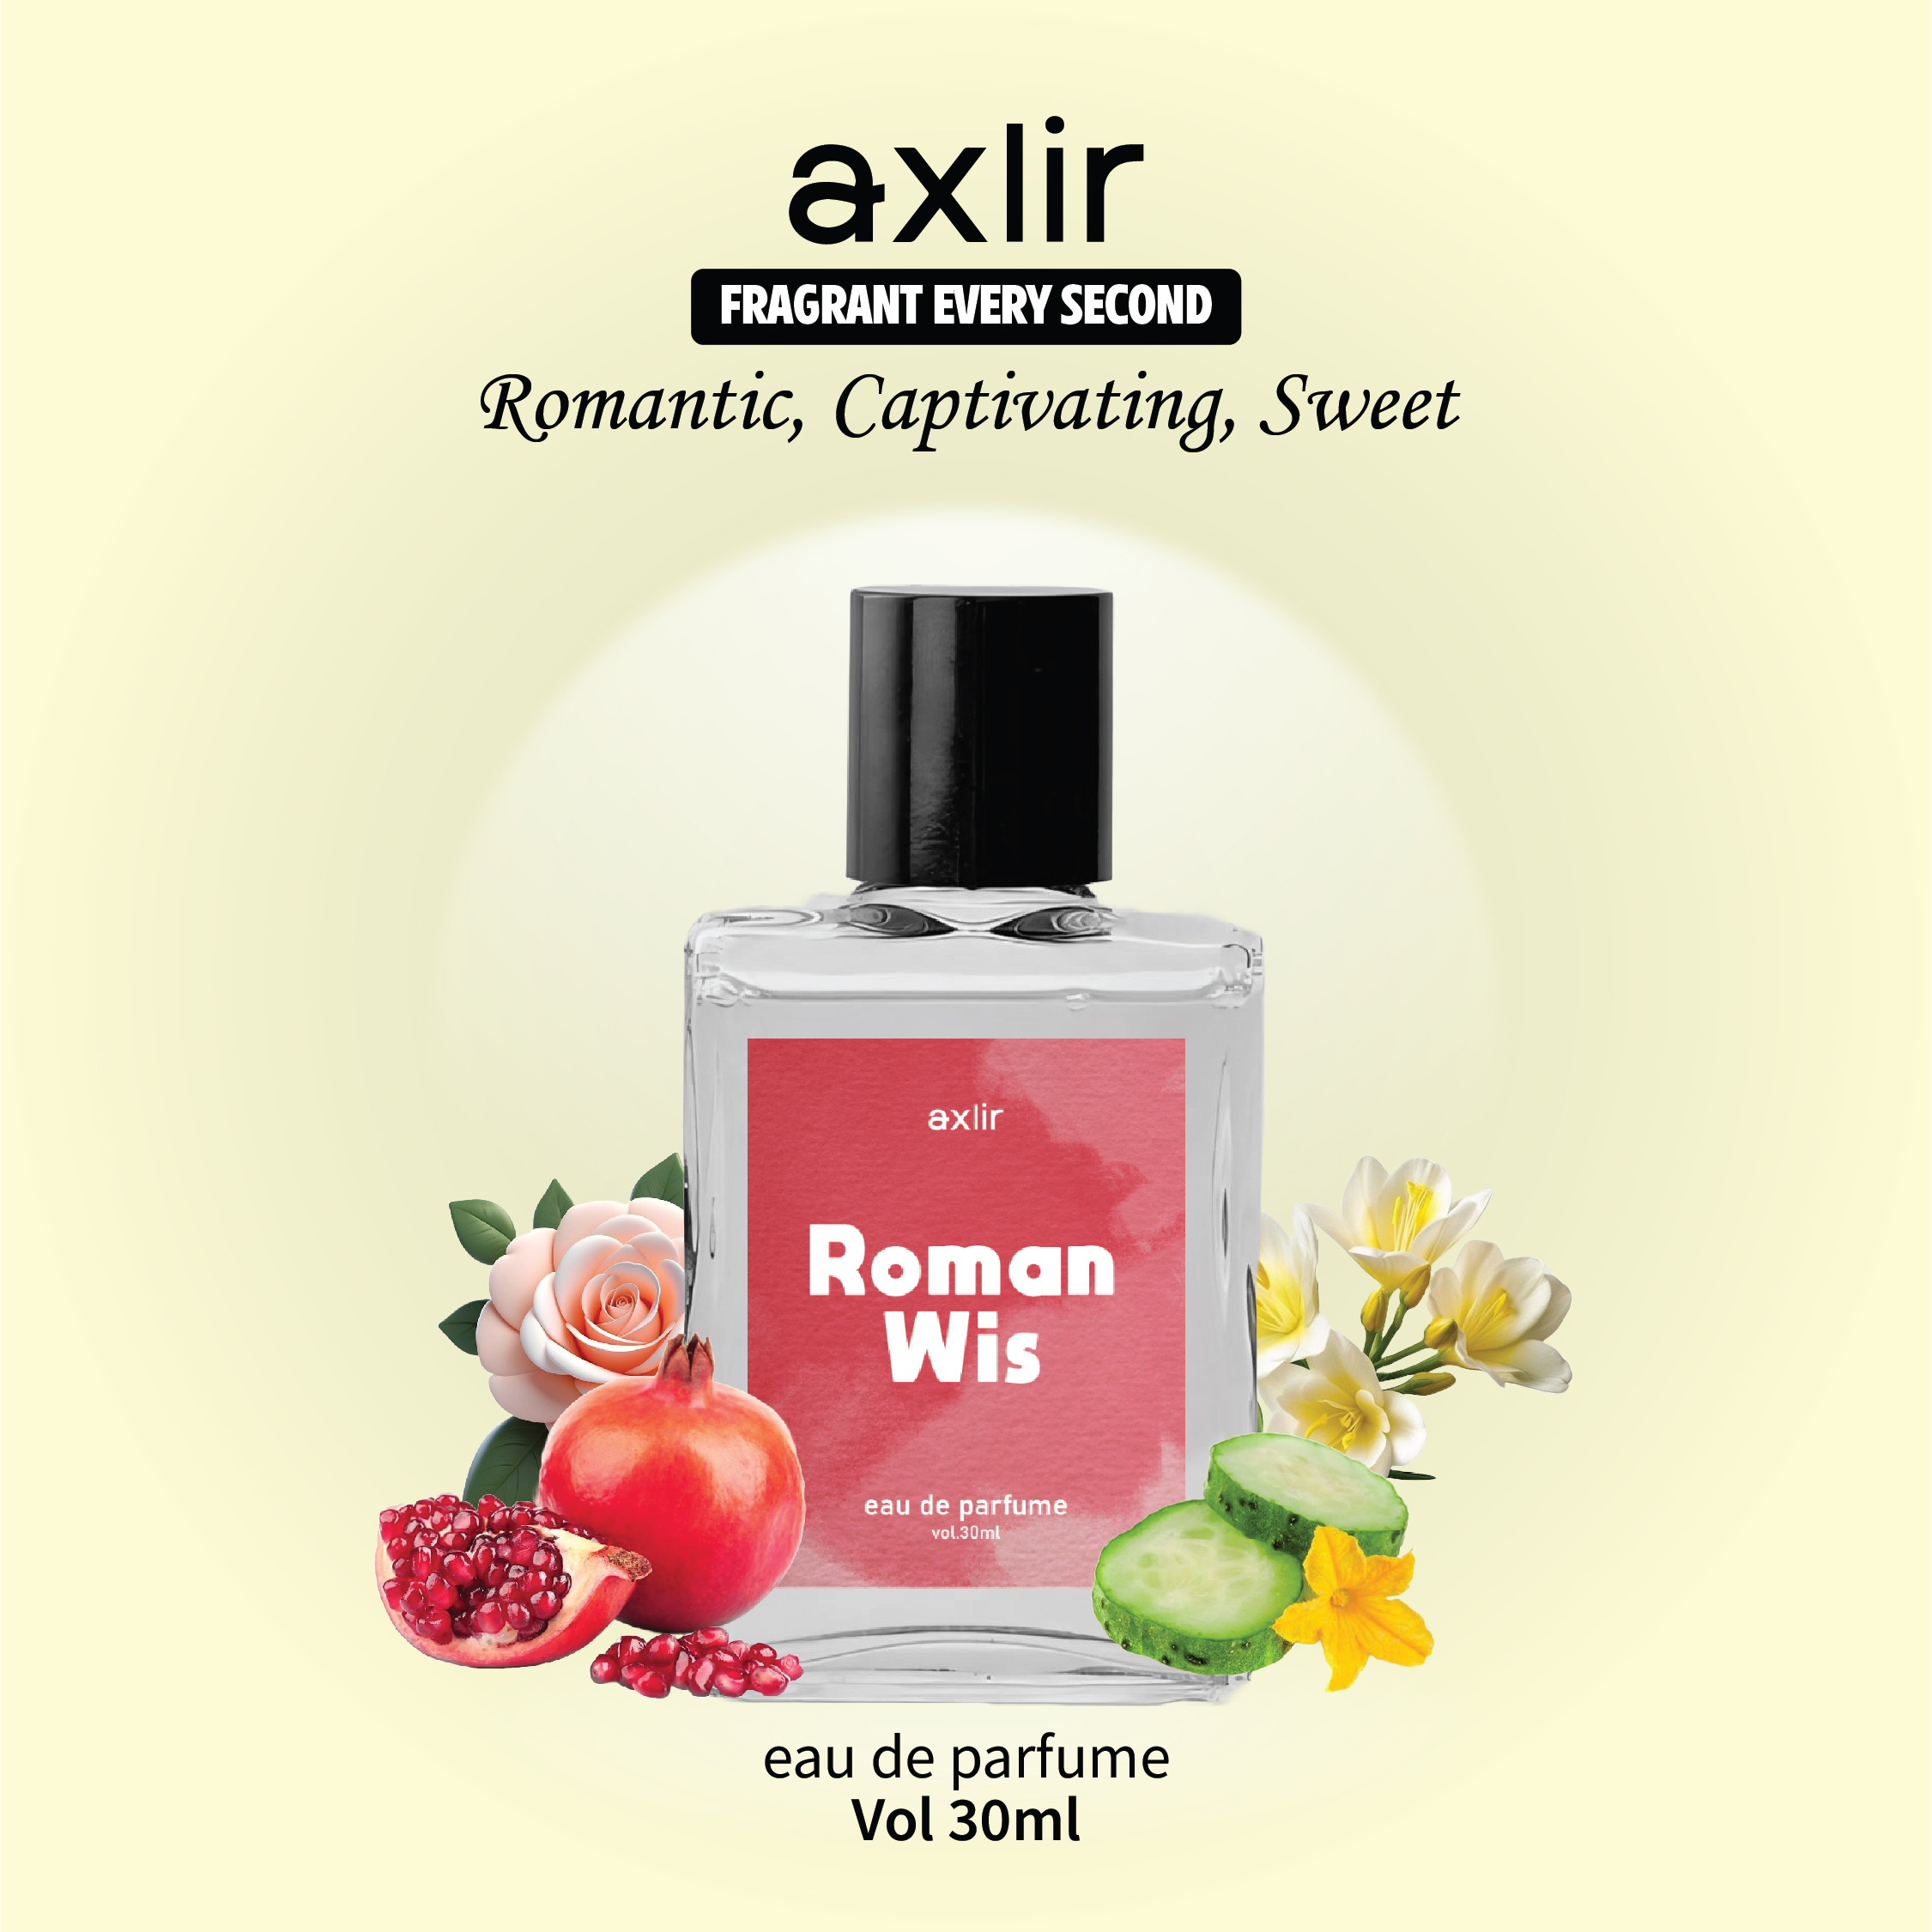 axlir
FRAGRANT EVERY SECOND
Romantic, Captivating, Sweet
axlir
Roman
Wis
eau de parfume
vol.30ml
eau de parfume
Vol 30ml